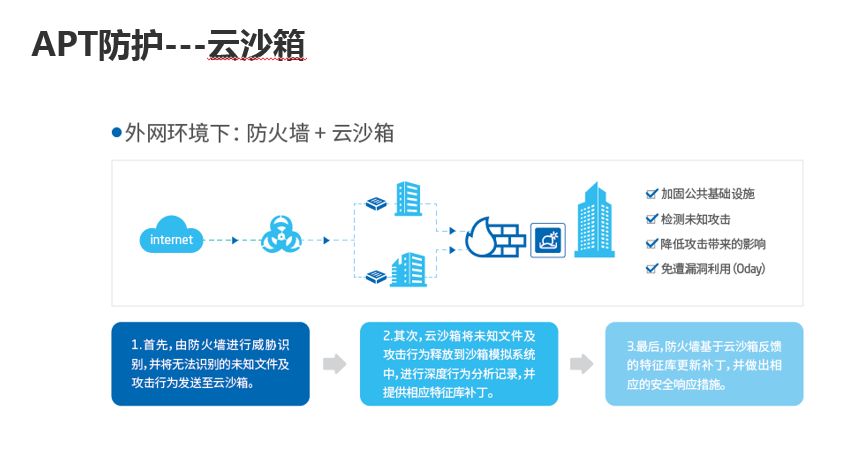 APT防护---云沙箱
外网环境下：防火墙 + 云沙箱
internet
加固公共基础设施
检测未知攻击
降低攻击带来的影响
免遭漏洞利用（0day）
1.首先，由防火墙进行威胁识
别，并将无法识别的未知文件及
攻击行为发送至云沙箱。
2.其次，云沙箱将未知文件及
攻击行为释放到沙箱模拟系统
中，进行深度行为分析记录，并
提供相应特征库补丁。
3.最后，防火墙基于云沙箱反馈
的特征库更新补丁，并做出相
应的安全响应措施。